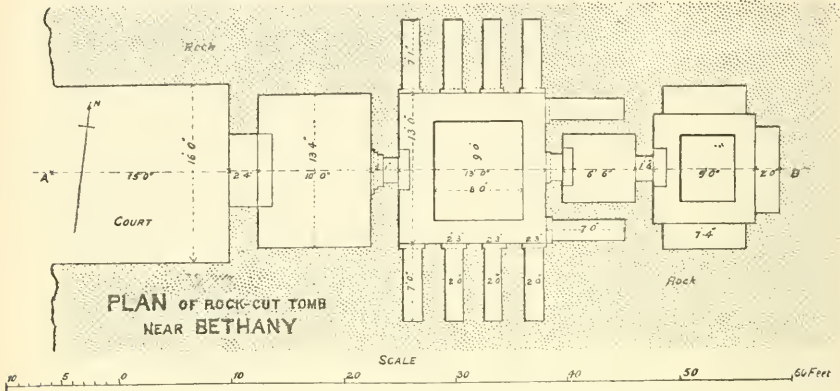 Rock
N
7'1"
13'0"
16'0"
13'4"
9'0"
A
15'0"
2'4"
10'0"
13'0"
8'0"
6'6"
1'6"
5'0"
2'0"
B
COURT
7'0"
7'4"
2'3" 2'3" 2'3"
7'0" 2'0" 2'0" 2'0"
Rock
PLAN OF ROCK-CUT TOMB
NEAR BETHANY
SCALE
10 5 0 10 20 30 40 50 60 Feet